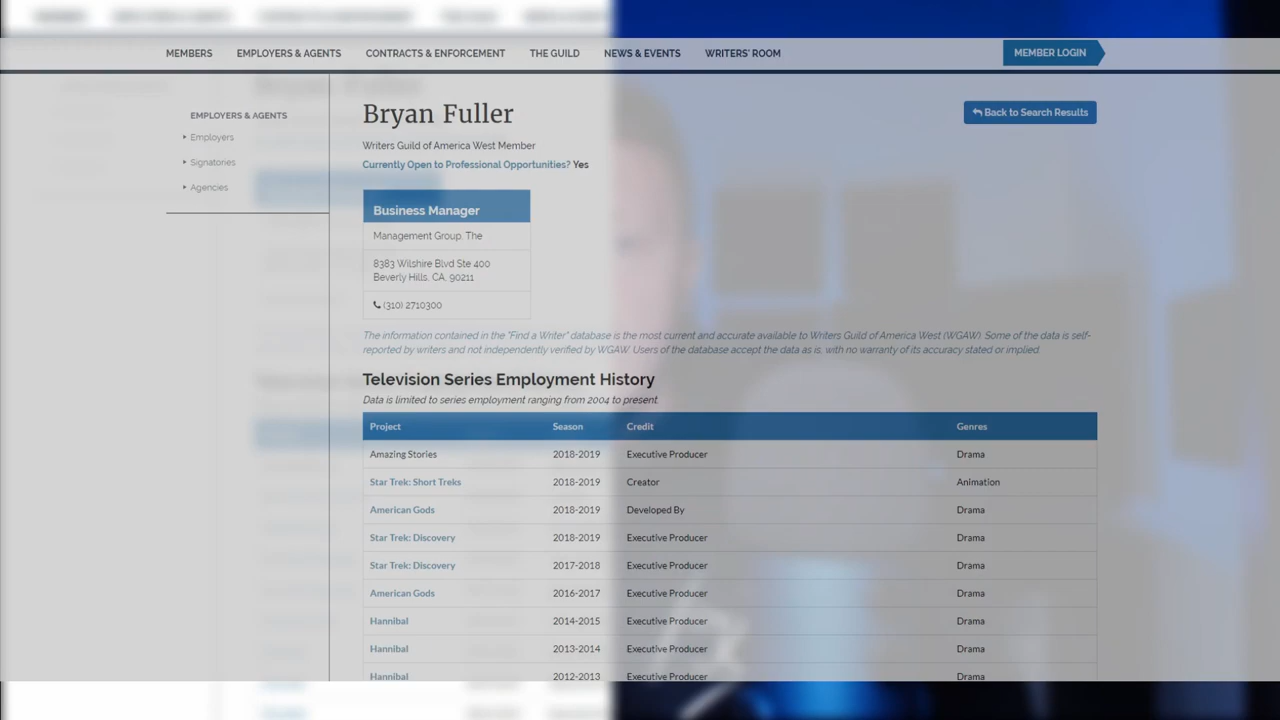 MEMBERS EMPLOYERS & AGENTS CONTRACTS & ENFORCEMENT THE GUILD NEWS & EVENTS WRITERS' ROOM MEMBER LOGIN
EMPLOYERS & AGENTS
Employers
Signatories
Agencies
Bryan Fuller
Back to Search Results
Writers Guild of America West Member
Currently Open to Professional Opportunities? Yes
Business Manager
Management Group, The
8383 Wilshire Blvd Ste 400
Beverly Hills, CA, 90211
(310) 2710300
The information contained in the "Find a Writer" database is the most current and accurate available to Writers Guild of America West (WGAW). Some of the data is self-
reported by writers and not independently verified by WGAW. Users of the database accept the data as is, with no warranty of its accuracy stated or implied.
Television Series Employment History
Data is limited to series employment ranging from 2004 to present.
Project Season Credit Genres
Amazing Stories 2018-2019 Executive Producer Drama
Star Trek: Short Treks 2018-2019 Creator Animation
American Gods 2018-2019 Developed By Drama
Star Trek: Discovery 2018-2019 Executive Producer Drama
Star Trek: Discovery 2017-2018 Executive Producer Drama
American Gods 2016-2017 Executive Producer Drama
Hannibal 2014-2015 Executive Producer Drama
Hannibal 2013-2014 Executive Producer Drama
Hannibal 2012-2013 Executive Producer Drama